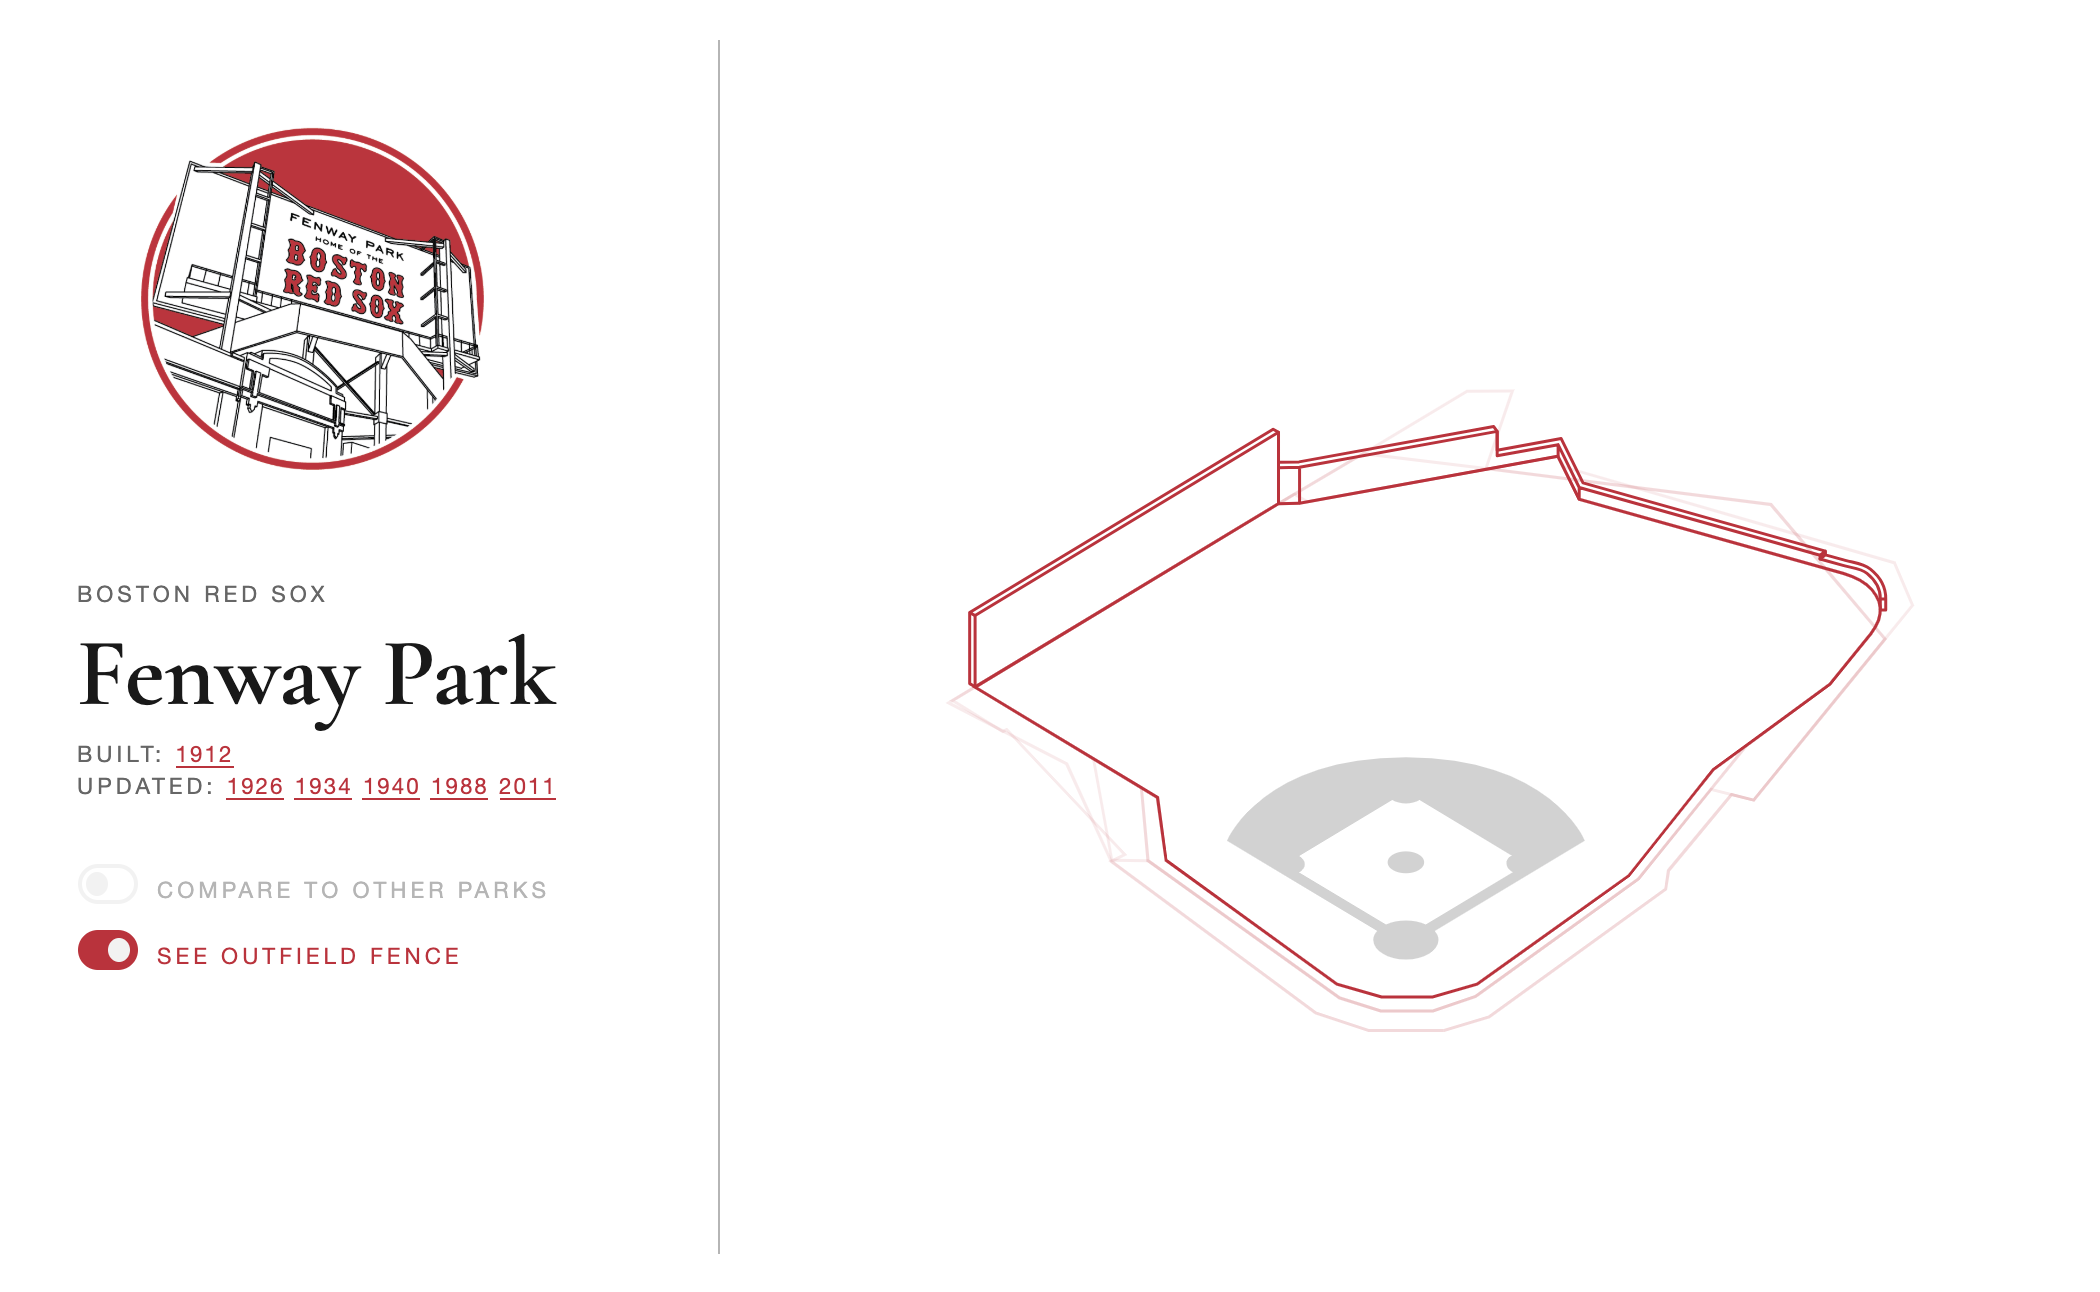 FENWAY PARK
HOME OF THE
BOSTON
RED SOX
BOSTON RED SOX
Fenway Park
BUILT: 1912
UPDATED: 1926 1934 1940 1988 2011
COMPARE TO OTHER PARKS
SEE OUTFIELD FENCE